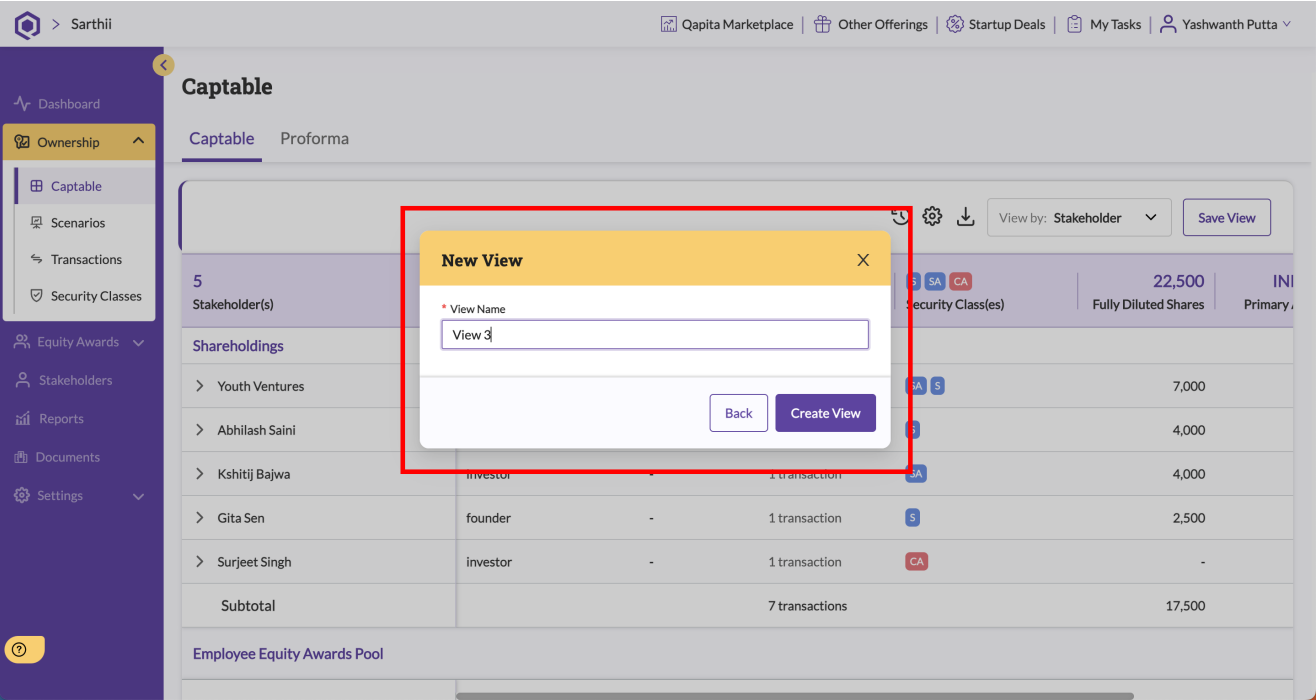 Sarthii
Qapita Marketplace
Other Offerings
Startup Deals
My Tasks
Yashwanth Putta
Dashboard
Ownership
Captable
Scenarios
Transactions
Security Classes
Equity Awards
Stakeholders
Reports
Documents
Settings
Captable
Captable Proforma
View by: Stakeholder
Save View
New View
* View Name
View 3
Back
Create View
5
Stakeholder(s)
S SA CA
Security Class(es)
22,500
Fully Diluted Shares
Primary
Shareholdings
Youth Ventures SA S 7,000
Abhilash Saini S 4,000
Kshitij Bajwa investor - 1 transaction SA 4,000
Gita Sen founder - 1 transaction S 2,500
Surjeet Singh investor - 1 transaction CA -
Subtotal 7 transactions 17,500
Employee Equity Awards Pool